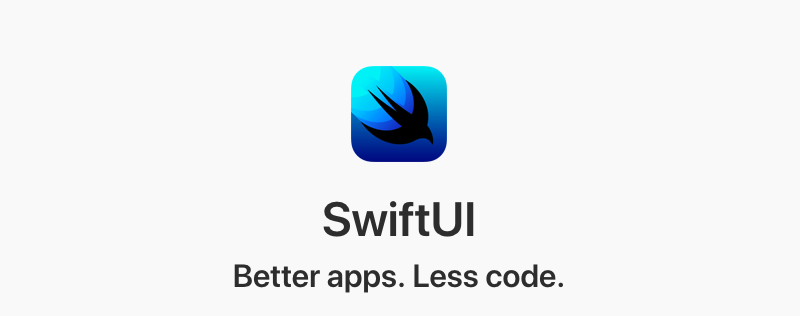 SwiftUI
Better apps. Less code.